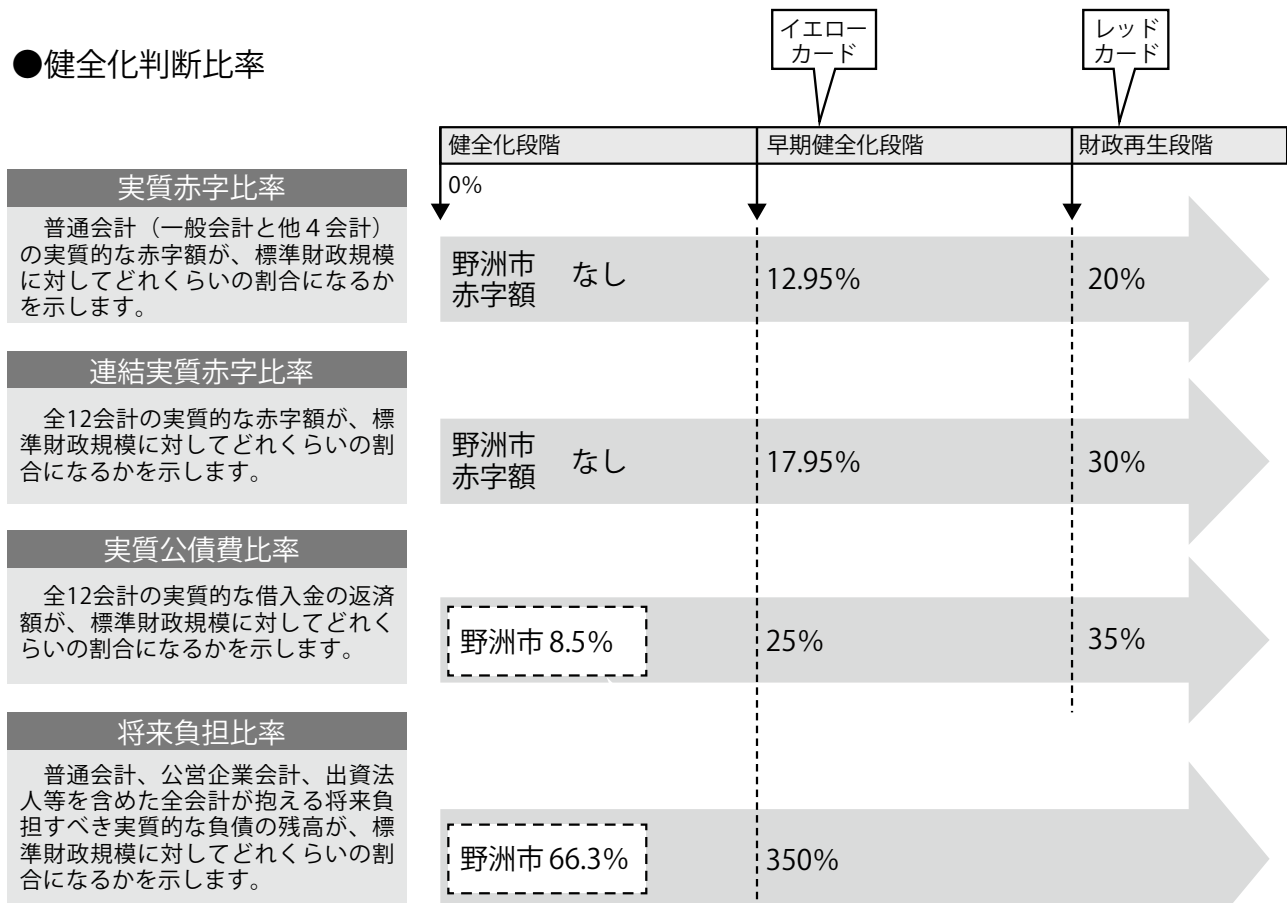 ●健全化判断比率
イエロー
カード
レッド
カード
健全化段階
早期健全化段階
財政再生段階
0%
実質赤字比率
普通会計（一般会計と他４会計）
の実質的な赤字額が、標準財政規模
に対してどれくらいの割合になるか
を示します。
野洲市
赤字額
なし
12.95%
20%
連結実質赤字比率
全12会計の実質的な赤字額が、標
準財政規模に対してどれくらいの割
合になるかを示します。
野洲市
赤字額
なし
17.95%
30%
実質公債費比率
全12会計の実質的な借入金の返済
額が、標準財政規模に対してどれく
らいの割合になるかを示します。
野洲市 8.5%
25%
35%
将来負担比率
普通会計、公営企業会計、出資法
人等を含めた全会計が抱える将来負
担すべき実質的な負債の残高が、標
準財政規模に対してどれくらいの割
合になるかを示します。
野洲市 66.3%
350%